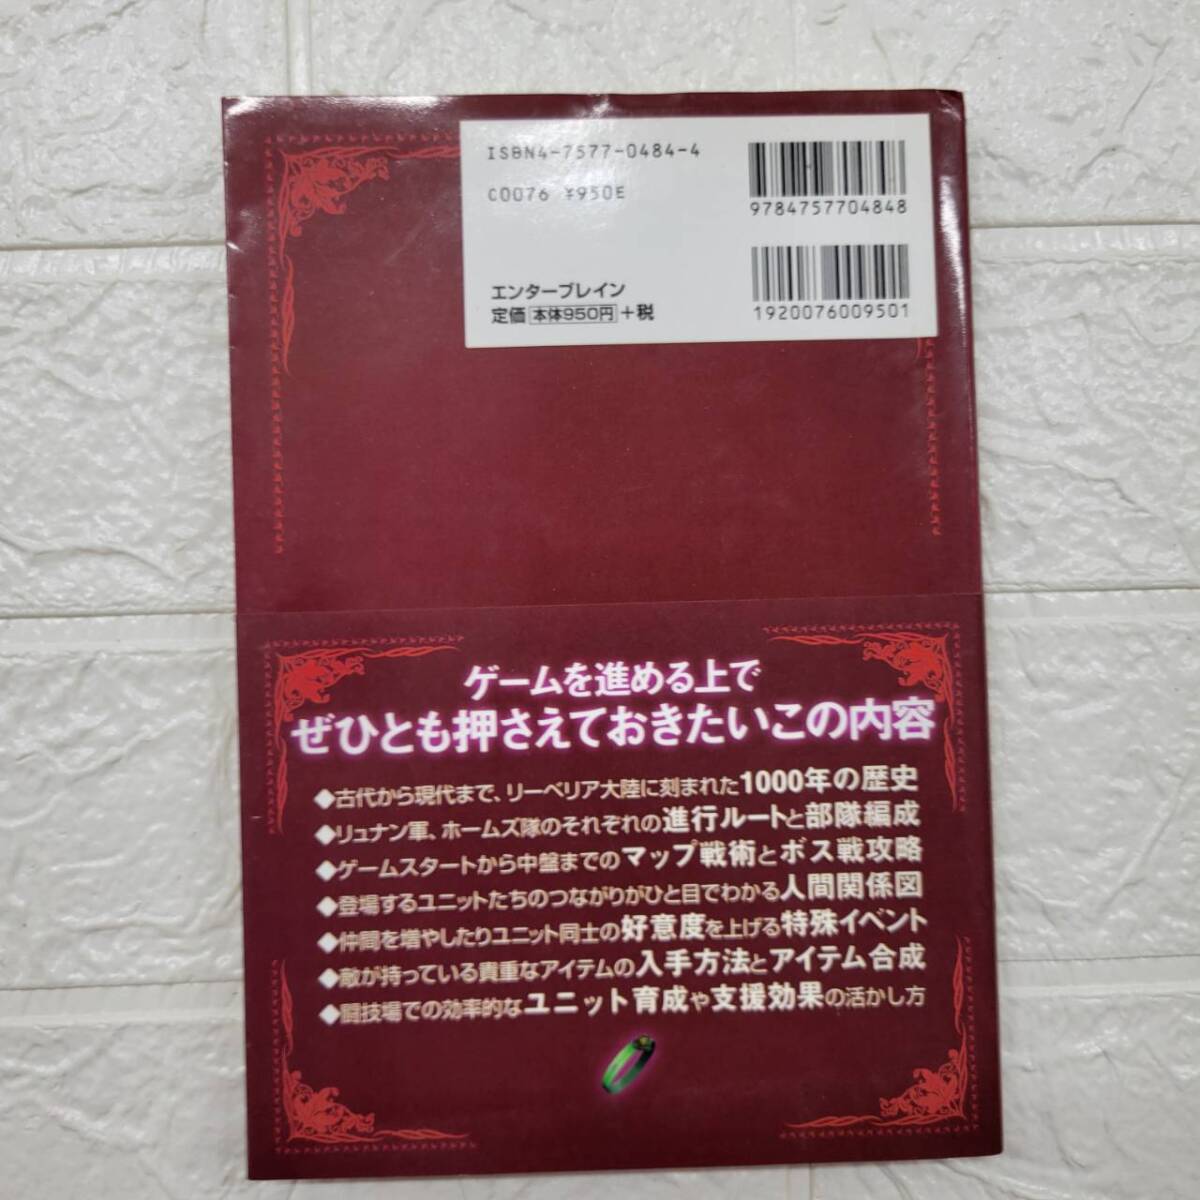 ISBN4-7577-0484-4
C0076 ¥950E
9784757704848
エンターブレイン
定価 本体950円 +税
1920076009501
ゲームを進める上で
ぜひとも押さえておきたいこの内容
◆古代から現代まで、リーベリア大陸に刻まれた1000年の歴史
◆リュナン軍、ホームズ隊のそれぞれの進行ルートと部隊編成
◆ゲームスタートから中盤までのマップ戦術とボス戦攻略
◆登場するユニットたちのつながりがひと目でわかる人間関係図
◆仲間を増やしたりユニット同士の好意度を上げる特殊イベント
◆敵が持っている貴重なアイテムの入手方法とアイテム合成
◆闘技場での効率的なユニット育成や支援効果の活かし方